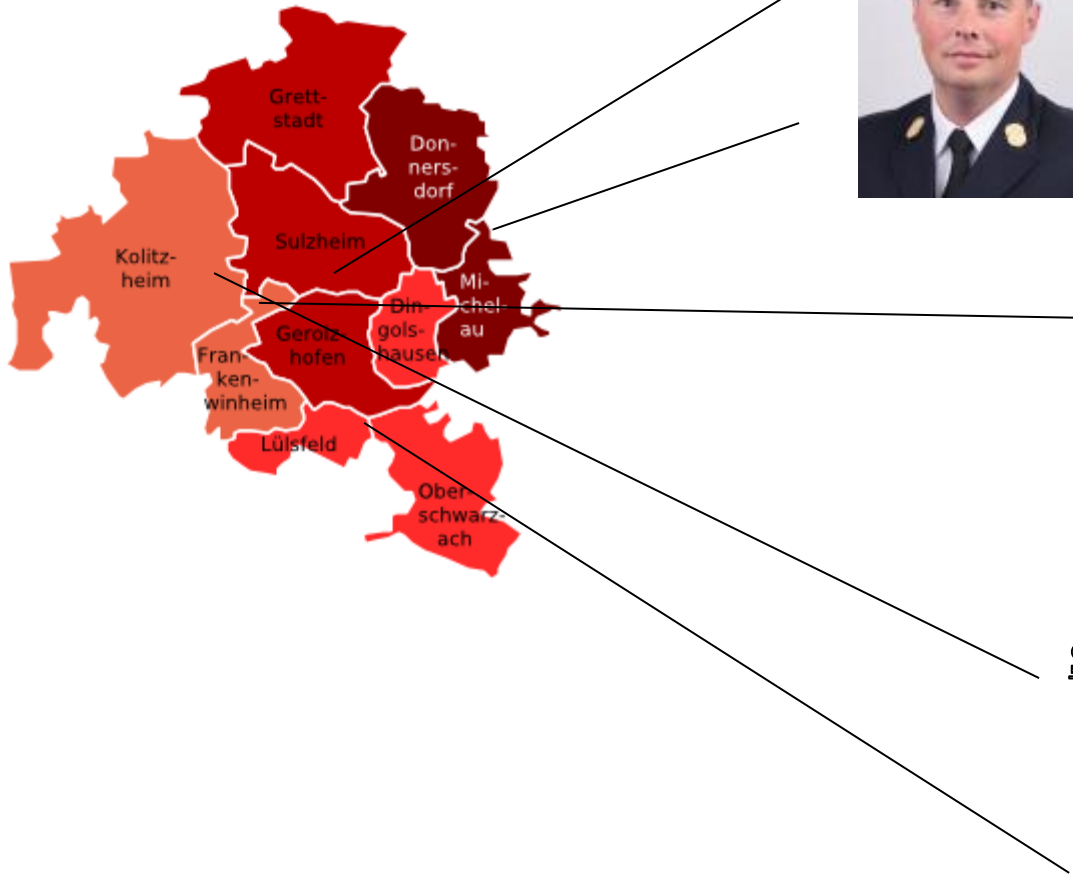 Grett-
stadt
Don-
ners-
dorf
Sulzheim
Kolitz-
heim
Mi-
chel-
au
Din-
gols-
hausen
Gerolz-
hofen
Fran-
ken-
winheim
Lülsfeld
Ober-
schwarz-
ach